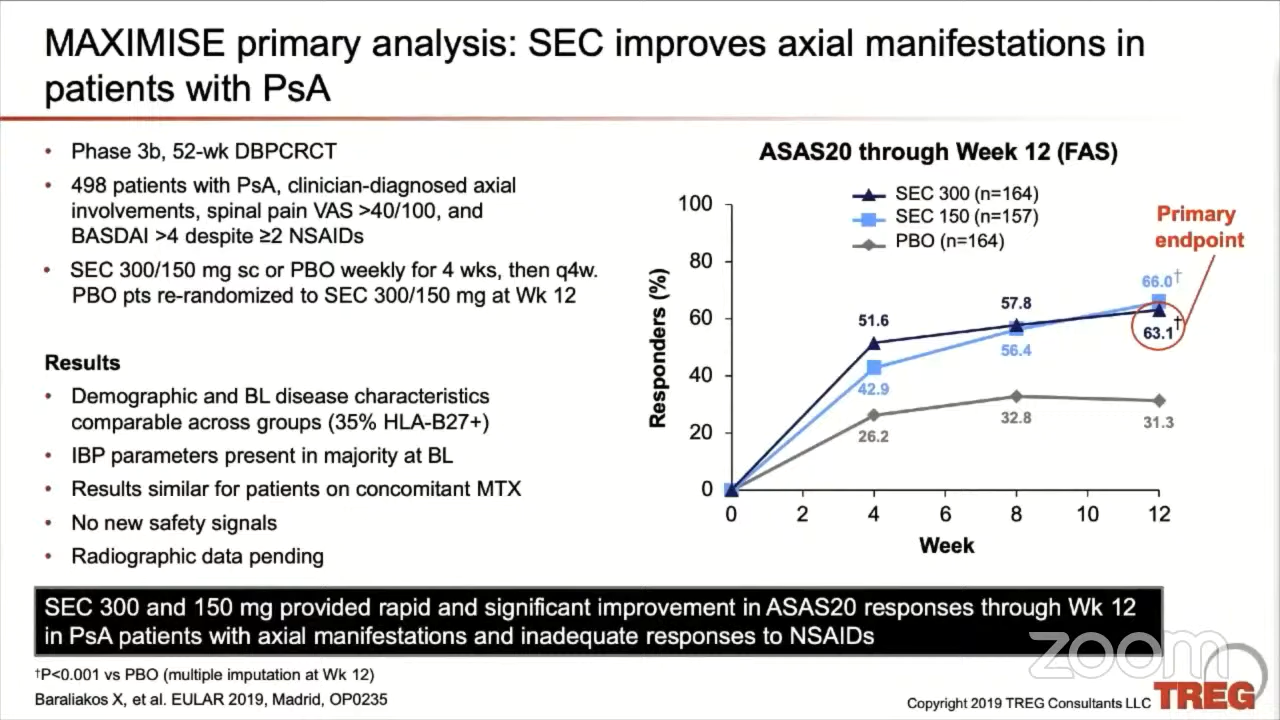 MAXIMISE primary analysis: SEC improves axial manifestations in
patients with PsA
• Phase 3b, 52-wk DBPCRCT
• 498 patients with PsA, clinician-diagnosed axial
involvements, spinal pain VAS >40/100, and
BASDAI >4 despite ≥2 NSAIDs
• SEC 300/150 mg sc or PBO weekly for 4 wks, then q4w.
PBO pts re-randomized to SEC 300/150 mg at Wk 12
Results
• Demographic and BL disease characteristics
comparable across groups (35% HLA-B27+)
• IBP parameters present in majority at BL
• Results similar for patients on concomitant MTX
• No new safety signals
• Radiographic data pending
ASAS20 through Week 12 (FAS)
SEC 300 (n=164)
SEC 150 (n=157)
PBO (n=164)
Primary
endpoint
Responders (%)
100
80
60
40
20
0
51.6
57.8
63.1†
42.9
56.4
66.0†
26.2
32.8
31.3
0 2 4 6 8 10 12
Week
SEC 300 and 150 mg provided rapid and significant improvement in ASAS20 responses through Wk 12
in PsA patients with axial manifestations and inadequate responses to NSAIDs
†P<0.001 vs PBO (multiple imputation at Wk 12)
Baraliakos X, et al. EULAR 2019, Madrid, OP0235
Copyright 2019 TREG Consultants LLC
TREG
zoom